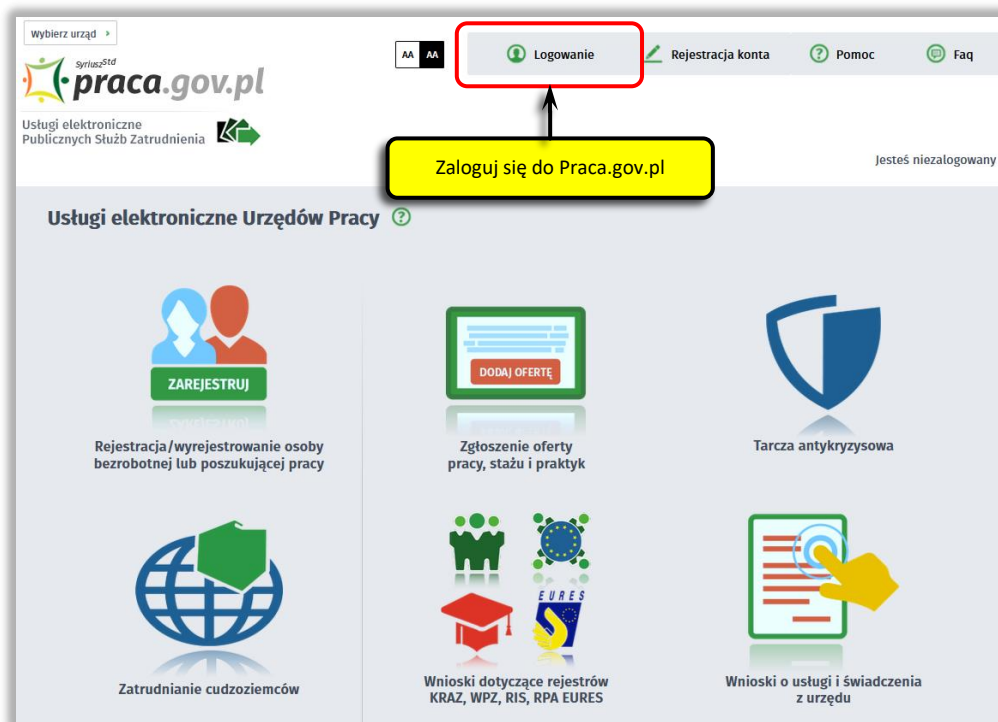 Wybierz urząd
AA AA
Logowanie
Rejestracja konta
Pomoc
Faq
Syriusz Std
praca.gov.pl
Usługi elektroniczne
Publicznych Służb Zatrudnienia
Zaloguj się do Praca.gov.pl
Jesteś niezalogowany
Usługi elektroniczne Urzędów Pracy
ZAREJESTRUJ
Rejestracja/wyrejestrowanie osoby
bezrobotnej lub poszukującej pracy
DODAJ OFERTĘ
Zgłoszenie oferty
pracy, stażu i praktyk
Tarcza antykryzysowa
Zatrudnianie cudzoziemców
EURES
Wnioski dotyczące rejestrów
KRAZ, WPZ, RIS, RPA EURES
Wnioski o usługi i świadczenia
z urzędu